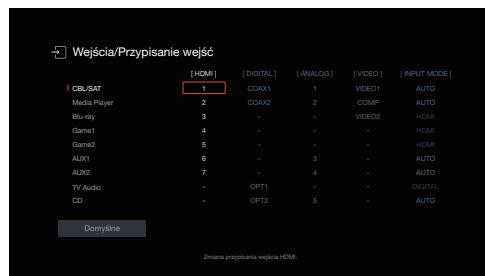 Wejścia/Przypisanie wejść
[ HDMI ] [ DIGITAL ] [ ANALOG ] [ VIDEO ] [ INPUT MODE ]
CBL/SAT 1 COAX1 1 VIDEO1 AUTO
Media Player 2 COAX2 2 COMP AUTO
Blu-ray 3 - - VIDEO2 HDMI
Game1 4 - - - HDMI
Game2 5 - - - HDMI
AUX1 6 - 3 - AUTO
AUX2 7 - 4 - AUTO
TV Audio - OPT1 - - DIGITAL
CD - OPT2 5 - AUTO
Domyślne
Zmiana przypisania wejścia HDMI.